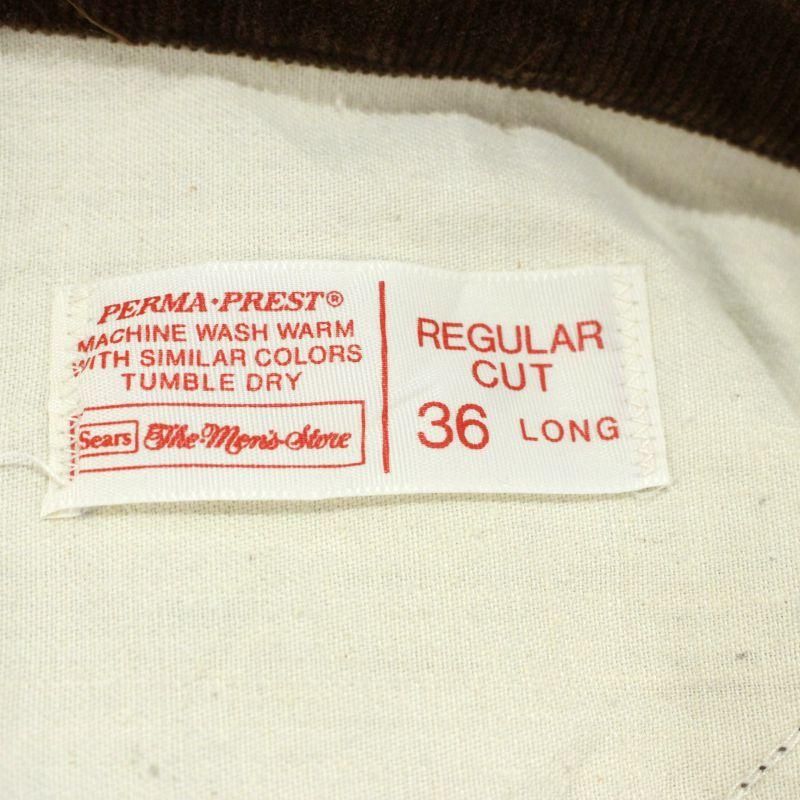 PERMA·PREST®
MACHINE WASH WARM
WITH SIMILAR COLORS
TUMBLE DRY
Sears The Men's Store
REGULAR
CUT
36 LONG